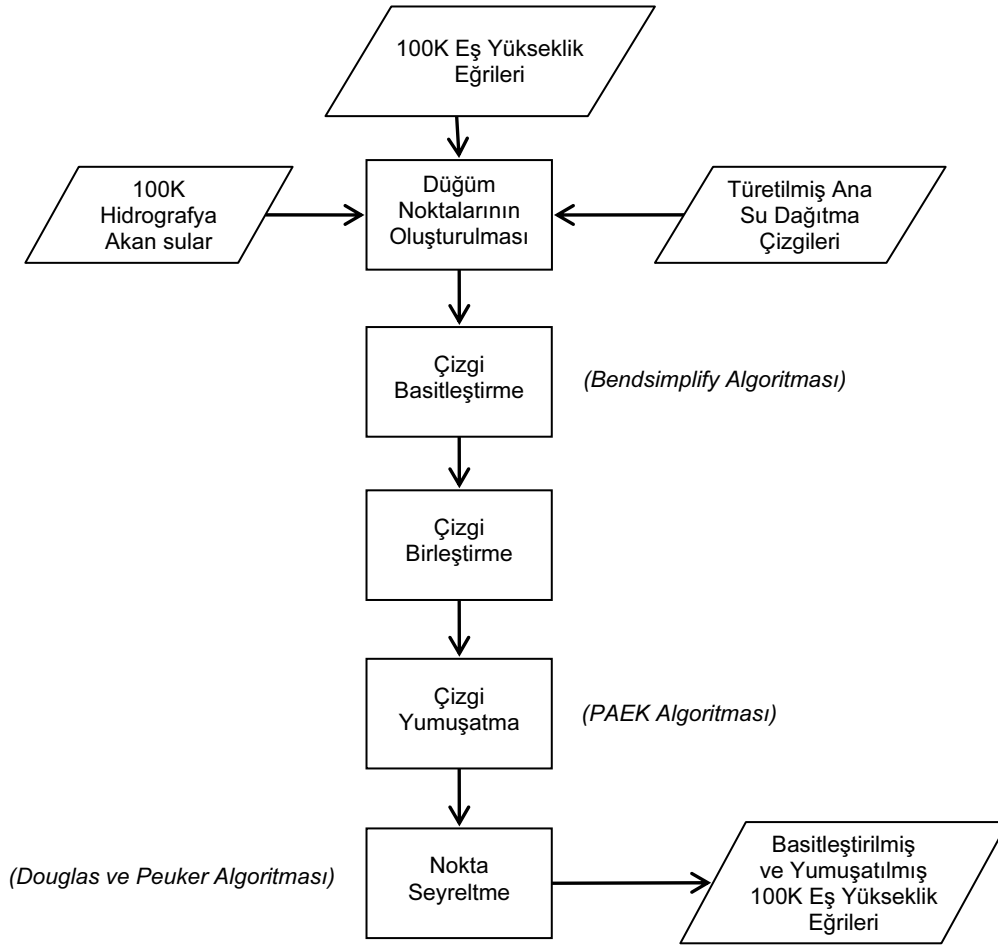 100K Eş Yükseklik
Eğrileri
100K
Hidrografya
Akan sular
Düğüm
Noktalarının
Oluşturulması
Türetilmiş Ana
Su Dağıtma
Çizgileri
Çizgi
Basitleştirme
(Bendsimplify Algoritması)
Çizgi
Birleştirme
Çizgi
Yumuşatma
(PAEK Algoritması)
(Douglas ve Peuker Algoritması)
Nokta
Seyreltme
Basitleştirilmiş
ve Yumuşatılmış
100K Eş Yükseklik
Eğrileri